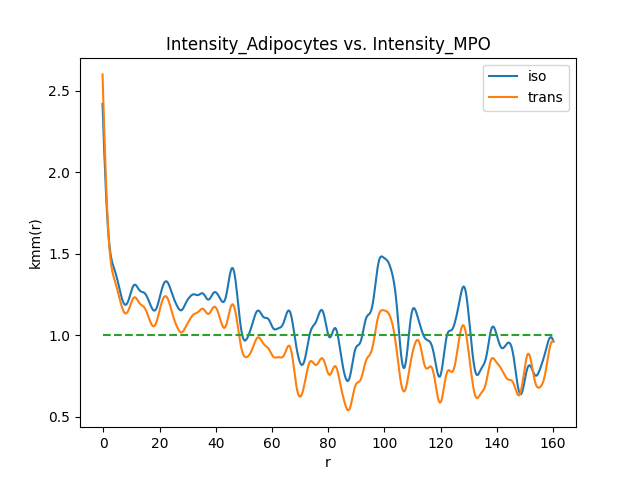 Intensity_Adipocytes vs. Intensity_MPO
iso
trans
2.5
2.0
1.5
1.0
0.5
kmm(r)
0 20 40 60 80 100 120 140 160
r